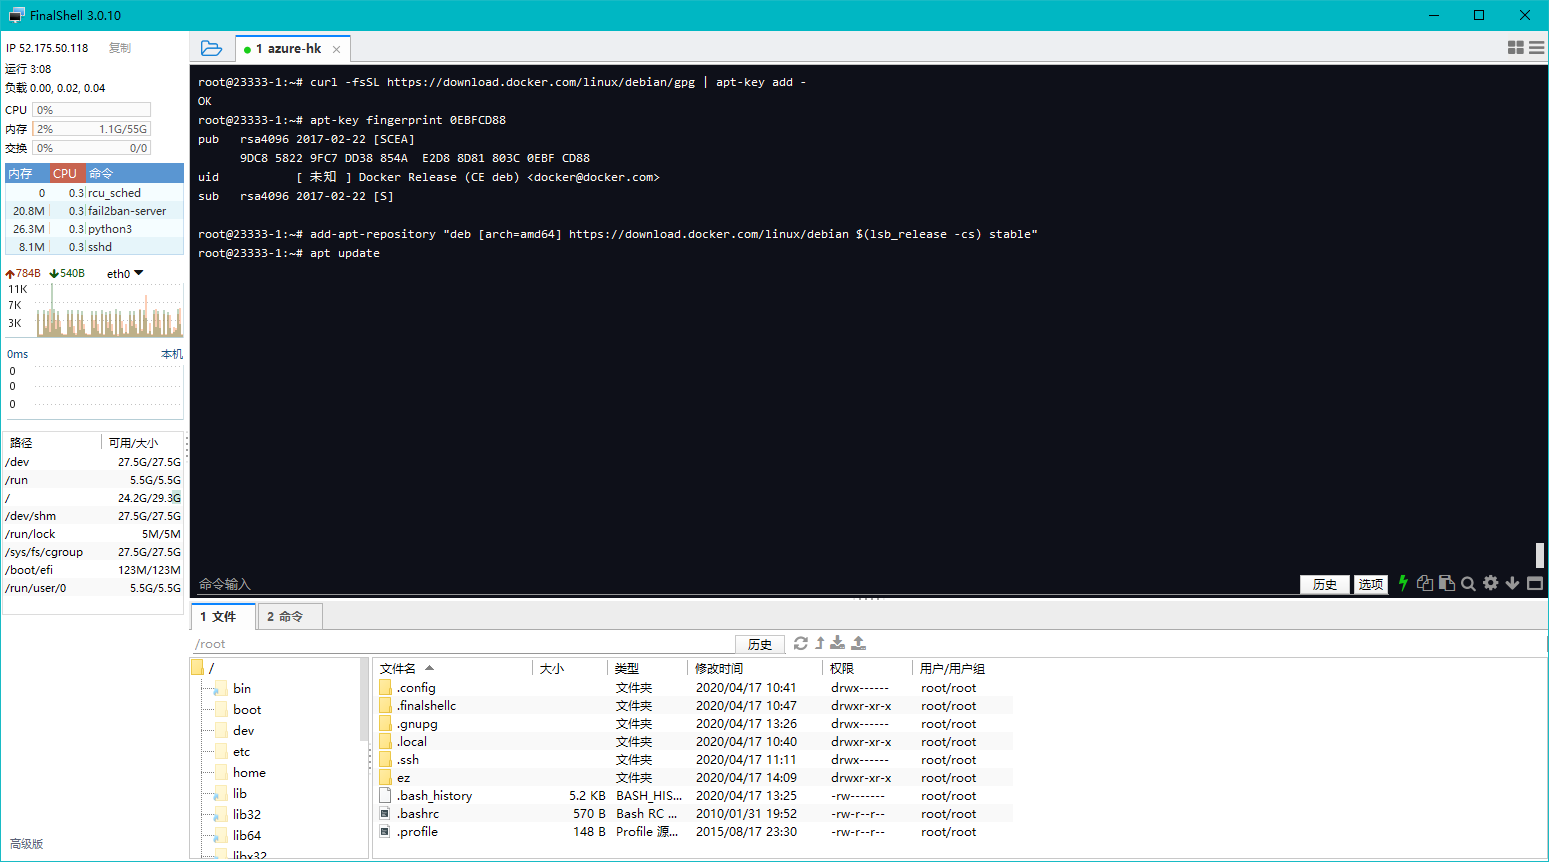 FinalShell 3.0.10
IP 52.175.50.118 复制
运行 3:08
负载 0.00, 0.02, 0.04
CPU 0%
内存 2% 1.1G/55G
交换 0% 0/0
内存 CPU 命令
0 0.3 rcu_sched
20.8M 0.3 fail2ban-server
26.3M 0.3 python3
8.1M 0.3 sshd
784B 540B eth0
11K
7K
3K
0ms 本机
0
0
0
路径 可用/大小
/dev 27.5G/27.5G
/run 5.5G/5.5G
/ 24.2G/29.3G
/dev/shm 27.5G/27.5G
/run/lock 5M/5M
/sys/fs/cgroup 27.5G/27.5G
/boot/efi 123M/123M
/run/user/0 5.5G/5.5G
高级版
1 azure-hk
root@23333-1:~# curl -fsSL https://download.docker.com/linux/debian/gpg | apt-key add -
OK
root@23333-1:~# apt-key fingerprint 0EBFCD88
pub rsa4096 2017-02-22 [SCEA]
9DC8 5822 9FC7 DD38 854A E2D8 8D81 803C 0EBF CD88
uid [ 未知 ] Docker Release (CE deb) <docker@docker.com>
sub rsa4096 2017-02-22 [S]
root@23333-1:~# add-apt-repository "deb [arch=amd64] https://download.docker.com/linux/debian $(lsb_release -cs) stable"
root@23333-1:~# apt update
命令输入 历史 选项
1 文件 2 命令
/root 历史
/
bin
boot
dev
etc
home
lib
lib32
lib64
libx32
文件名 大小 类型 修改时间 权限 用户/用户组
.config 文件夹 2020/04/17 10:41 drwx------ root/root
.finalshellc 文件夹 2020/04/17 10:47 drwxr-xr-x root/root
.gnupg 文件夹 2020/04/17 13:26 drwx------ root/root
.local 文件夹 2020/04/17 10:40 drwxr-xr-x root/root
.ssh 文件夹 2020/04/17 11:11 drwx------ root/root
ez 文件夹 2020/04/17 14:09 drwxr-xr-x root/root
.bash_history 5.2 KB BASH_HIS... 2020/04/17 13:25 -rw------- root/root
.bashrc 570 B Bash RC ... 2010/01/31 19:52 -rw-r--r-- root/root
.profile 148 B Profile 源... 2015/08/17 23:30 -rw-r--r-- root/root